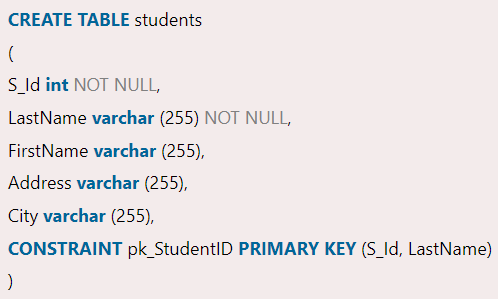 CREATE TABLE students
(
S_Id int NOT NULL,
LastName varchar (255) NOT NULL,
FirstName varchar (255),
Address varchar (255),
City varchar (255),
CONSTRAINT pk_StudentID PRIMARY KEY (S_Id, LastName)
)